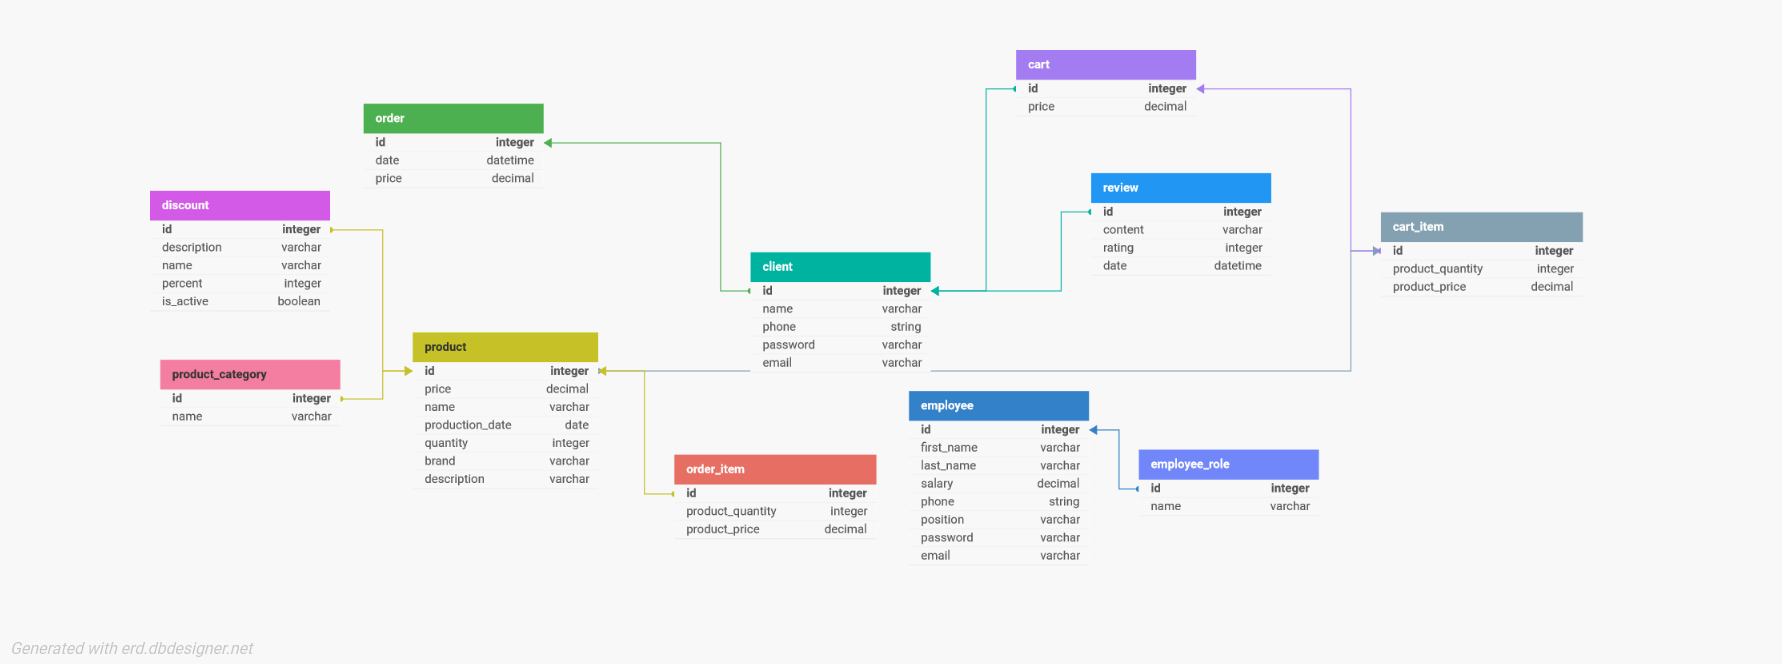 cart
id integer
price decimal
order
id integer
date datetime
price decimal
review
id integer
content varchar
rating integer
date datetime
discount
id integer
description varchar
name varchar
percent integer
is_active boolean
cart_item
id integer
product_quantity integer
product_price decimal
client
id integer
name varchar
phone string
password varchar
email varchar
product
id integer
price decimal
name varchar
production_date date
quantity integer
brand varchar
description varchar
product_category
id integer
name varchar
employee
id integer
first_name varchar
last_name varchar
salary decimal
phone string
position varchar
password varchar
email varchar
employee_role
id integer
name varchar
order_item
id integer
product_quantity integer
product_price decimal
Generated with erd.dbdesigner.net